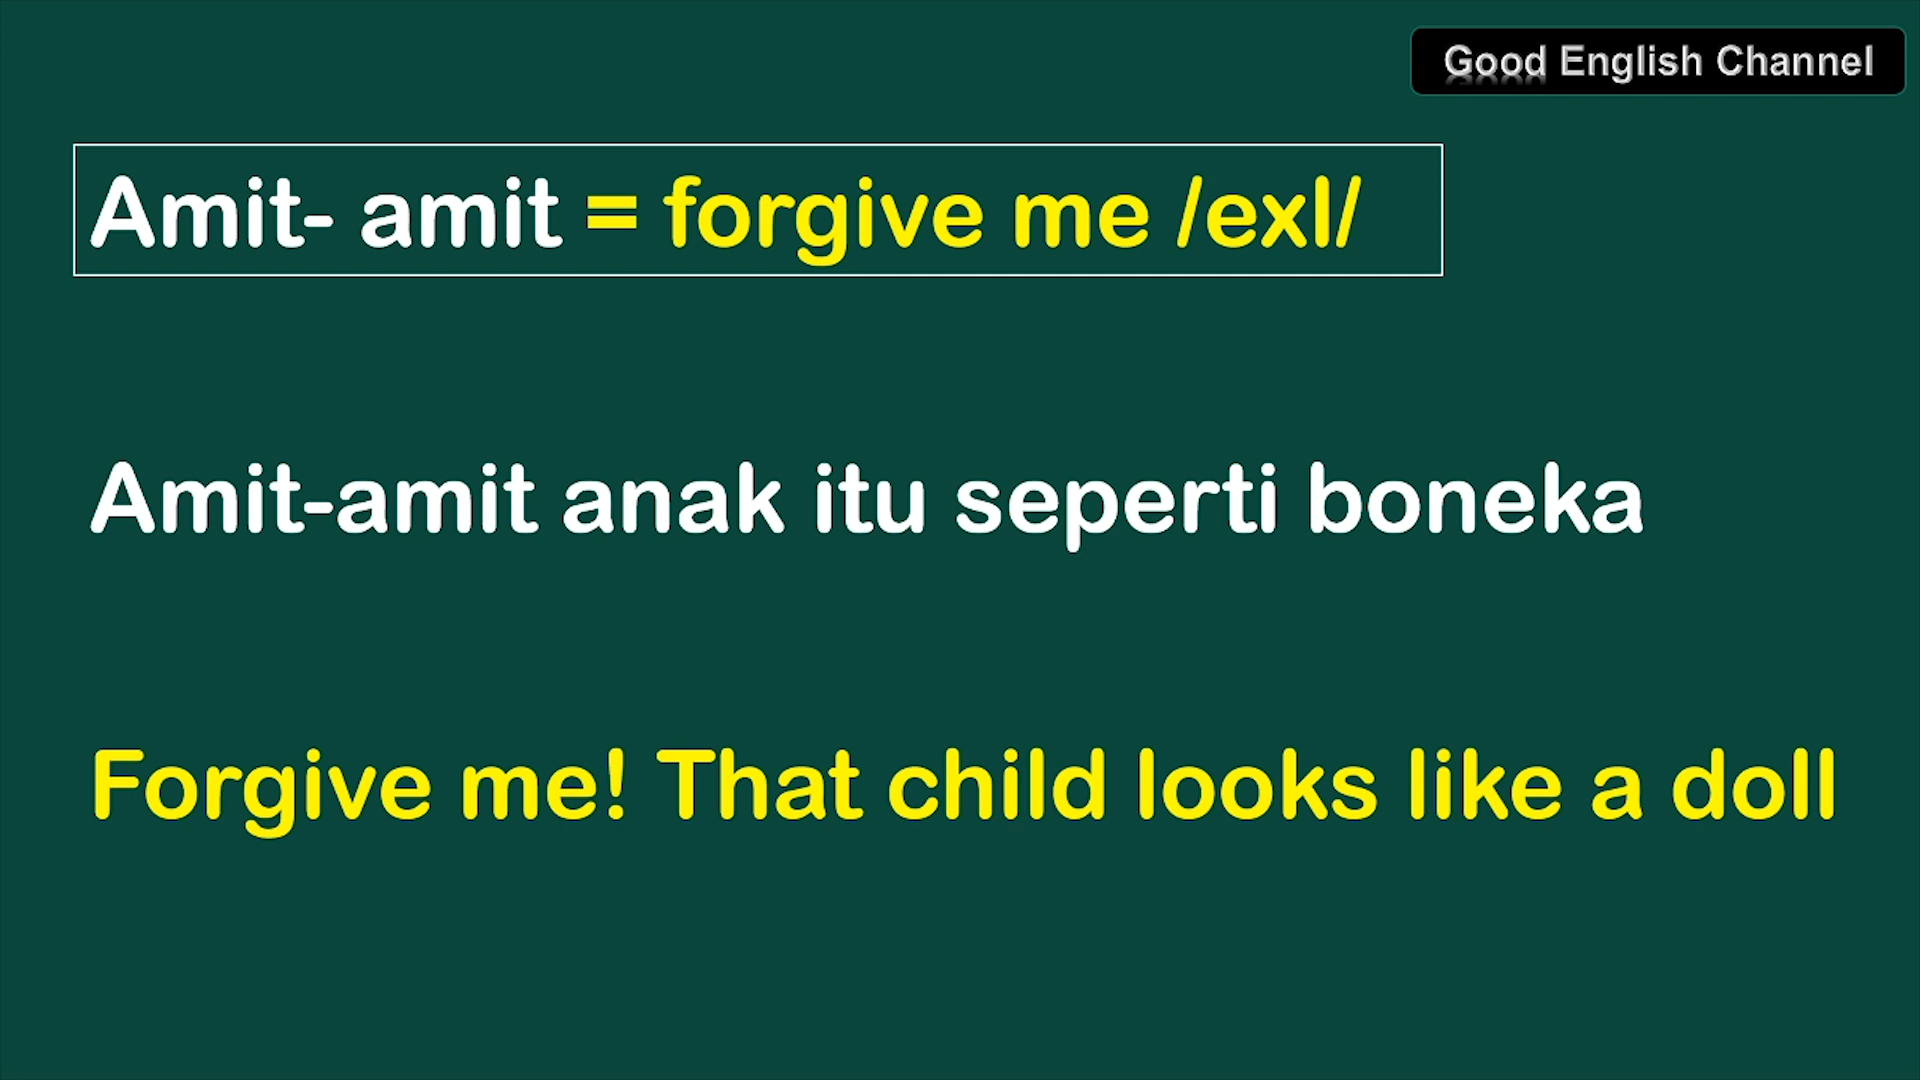 Good English Channel
Amit- amit = forgive me /exl/
Amit-amit anak itu seperti boneka
Forgive me! That child looks like a doll